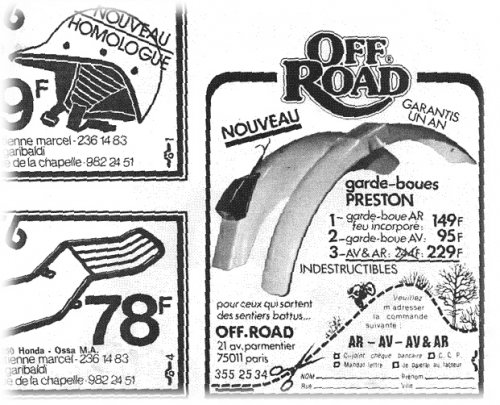 NOUVEAU
HOMOLOGUÉ
9F
enne marcel-236 14 83
garibaldi
de la chapelle-982 24 51
78F
Honda - Ossa M.A.
enne marcel-236 14 83
garibaldi
de la chapelle-982 24 51
OFF
ROAD
®
NOUVEAU
GARANTIS
UN AN
garde-boues
PRESTON
1- garde-boue AR
feu incorporé: 149F
2-garde-boue AV: 95F
3-AV&AR: 244F: 229F
INDESTRUCTIBLES
pour ceux qui sortent
des sentiers battus...
OFF.ROAD
21 av. parmentier
75011 paris
355 25 34
Veuillez
m'adresser
la commande
suivante:
AR - AV - AV & AR
Ci-joint chèque bancaire C.C.P.
Mandat lettre Je paierai au facteur
Nom Prénom
Rue Ville